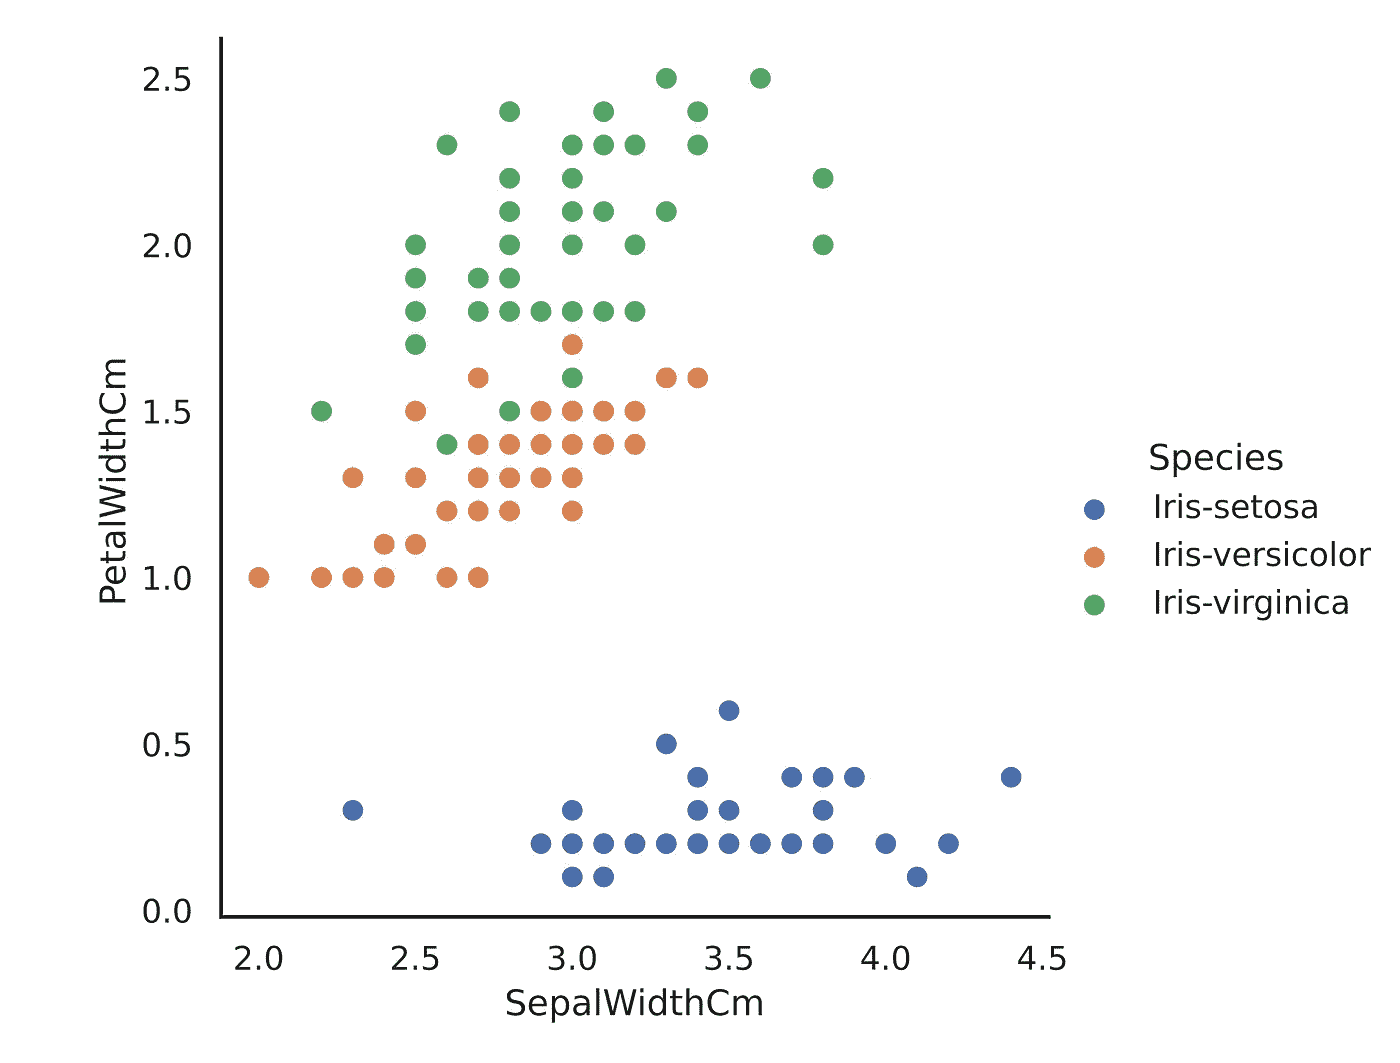 2.5
2.0
1.5
1.0
0.5
0.0
PetalWidthCm
2.0 2.5 3.0 3.5 4.0 4.5
SepalWidthCm
Species
Iris-setosa
Iris-versicolor
Iris-virginica